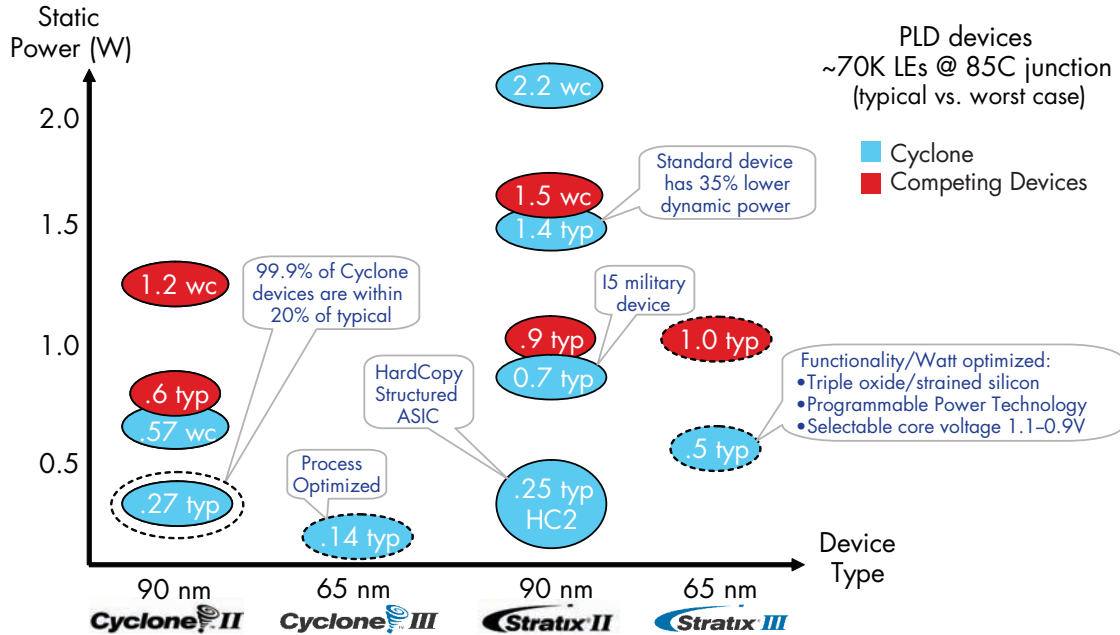 Static
Power (W)
PLD devices
~70K LEs @ 85C junction
(typical vs. worst case)
Cyclone
Competing Devices
2.0
1.5
1.0
0.5
2.2 wc
Standard device
has 35% lower
dynamic power
1.5 wc
1.4 typ
99.9% of Cyclone
devices are within
20% of typical
1.2 wc
I5 military
device
.9 typ
1.0 typ
0.7 typ
HardCopy
Structured
ASIC
Functionality/Watt optimized:
•Triple oxide/strained silicon
•Programmable Power Technology
•Selectable core voltage 1.1–0.9V
.6 typ
.57 wc
.5 typ
Process
Optimized
.27 typ
.14 typ
.25 typ
HC2
Device
Type
90 nm
65 nm
90 nm
65 nm
Cyclone II
Cyclone III
Stratix II
Stratix III